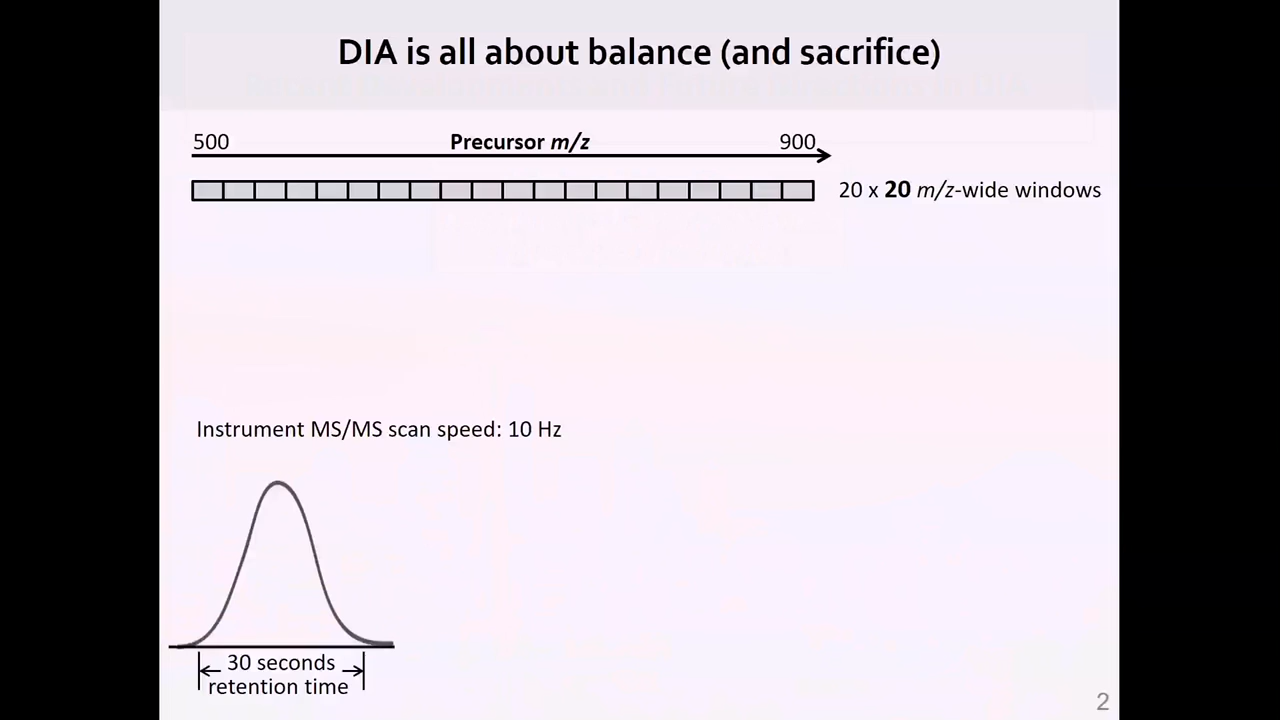 DIA is all about balance (and sacrifice)
500 Precursor m/z 900
20 x 20 m/z-wide windows
Instrument MS/MS scan speed: 10 Hz
30 seconds
retention time
2